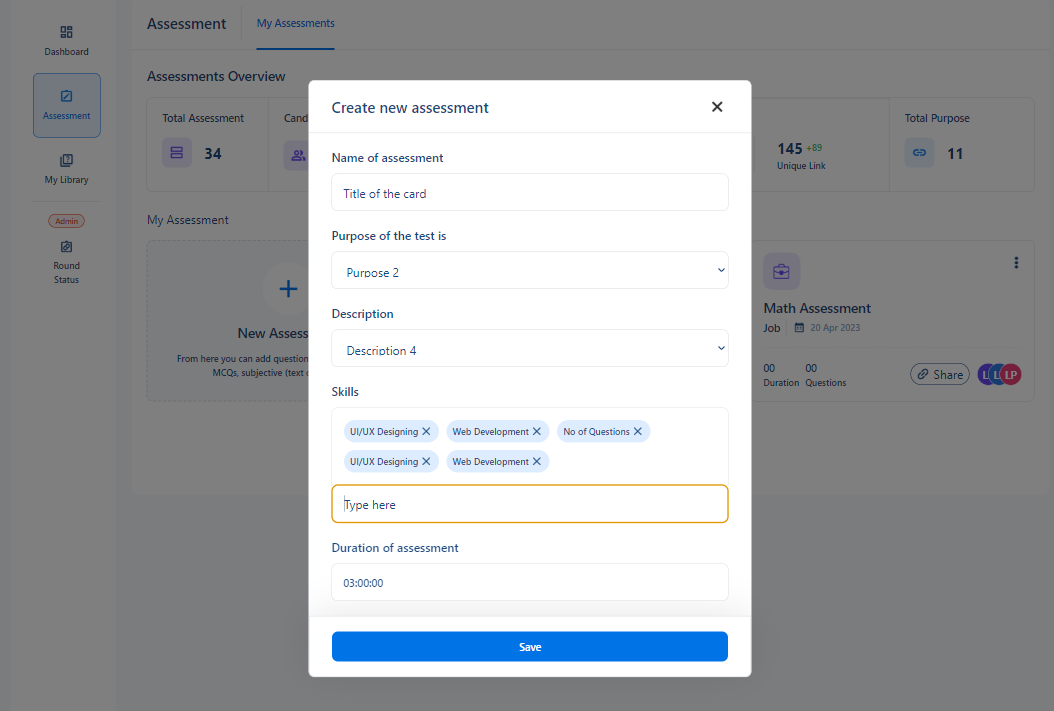 Dashboard
Assessment
My Library
Admin
Round
Status
Assessment
My Assessments
Assessments Overview
Total Assessment
34
Cand
145 +89
Unique Link
Total Purpose
11
My Assessment
New Assess
From here you can add question
MCQs, subjective (text o
Math Assessment
Job
20 Apr 2023
00
Duration
00
Questions
Share
L
L
LP
Create new assessment
Name of assessment
Title of the card
Purpose of the test is
Purpose 2
Description
Description 4
Skills
UI/UX Designing
Web Development
No of Questions
UI/UX Designing
Web Development
Type here
Duration of assessment
03:00:00
Save